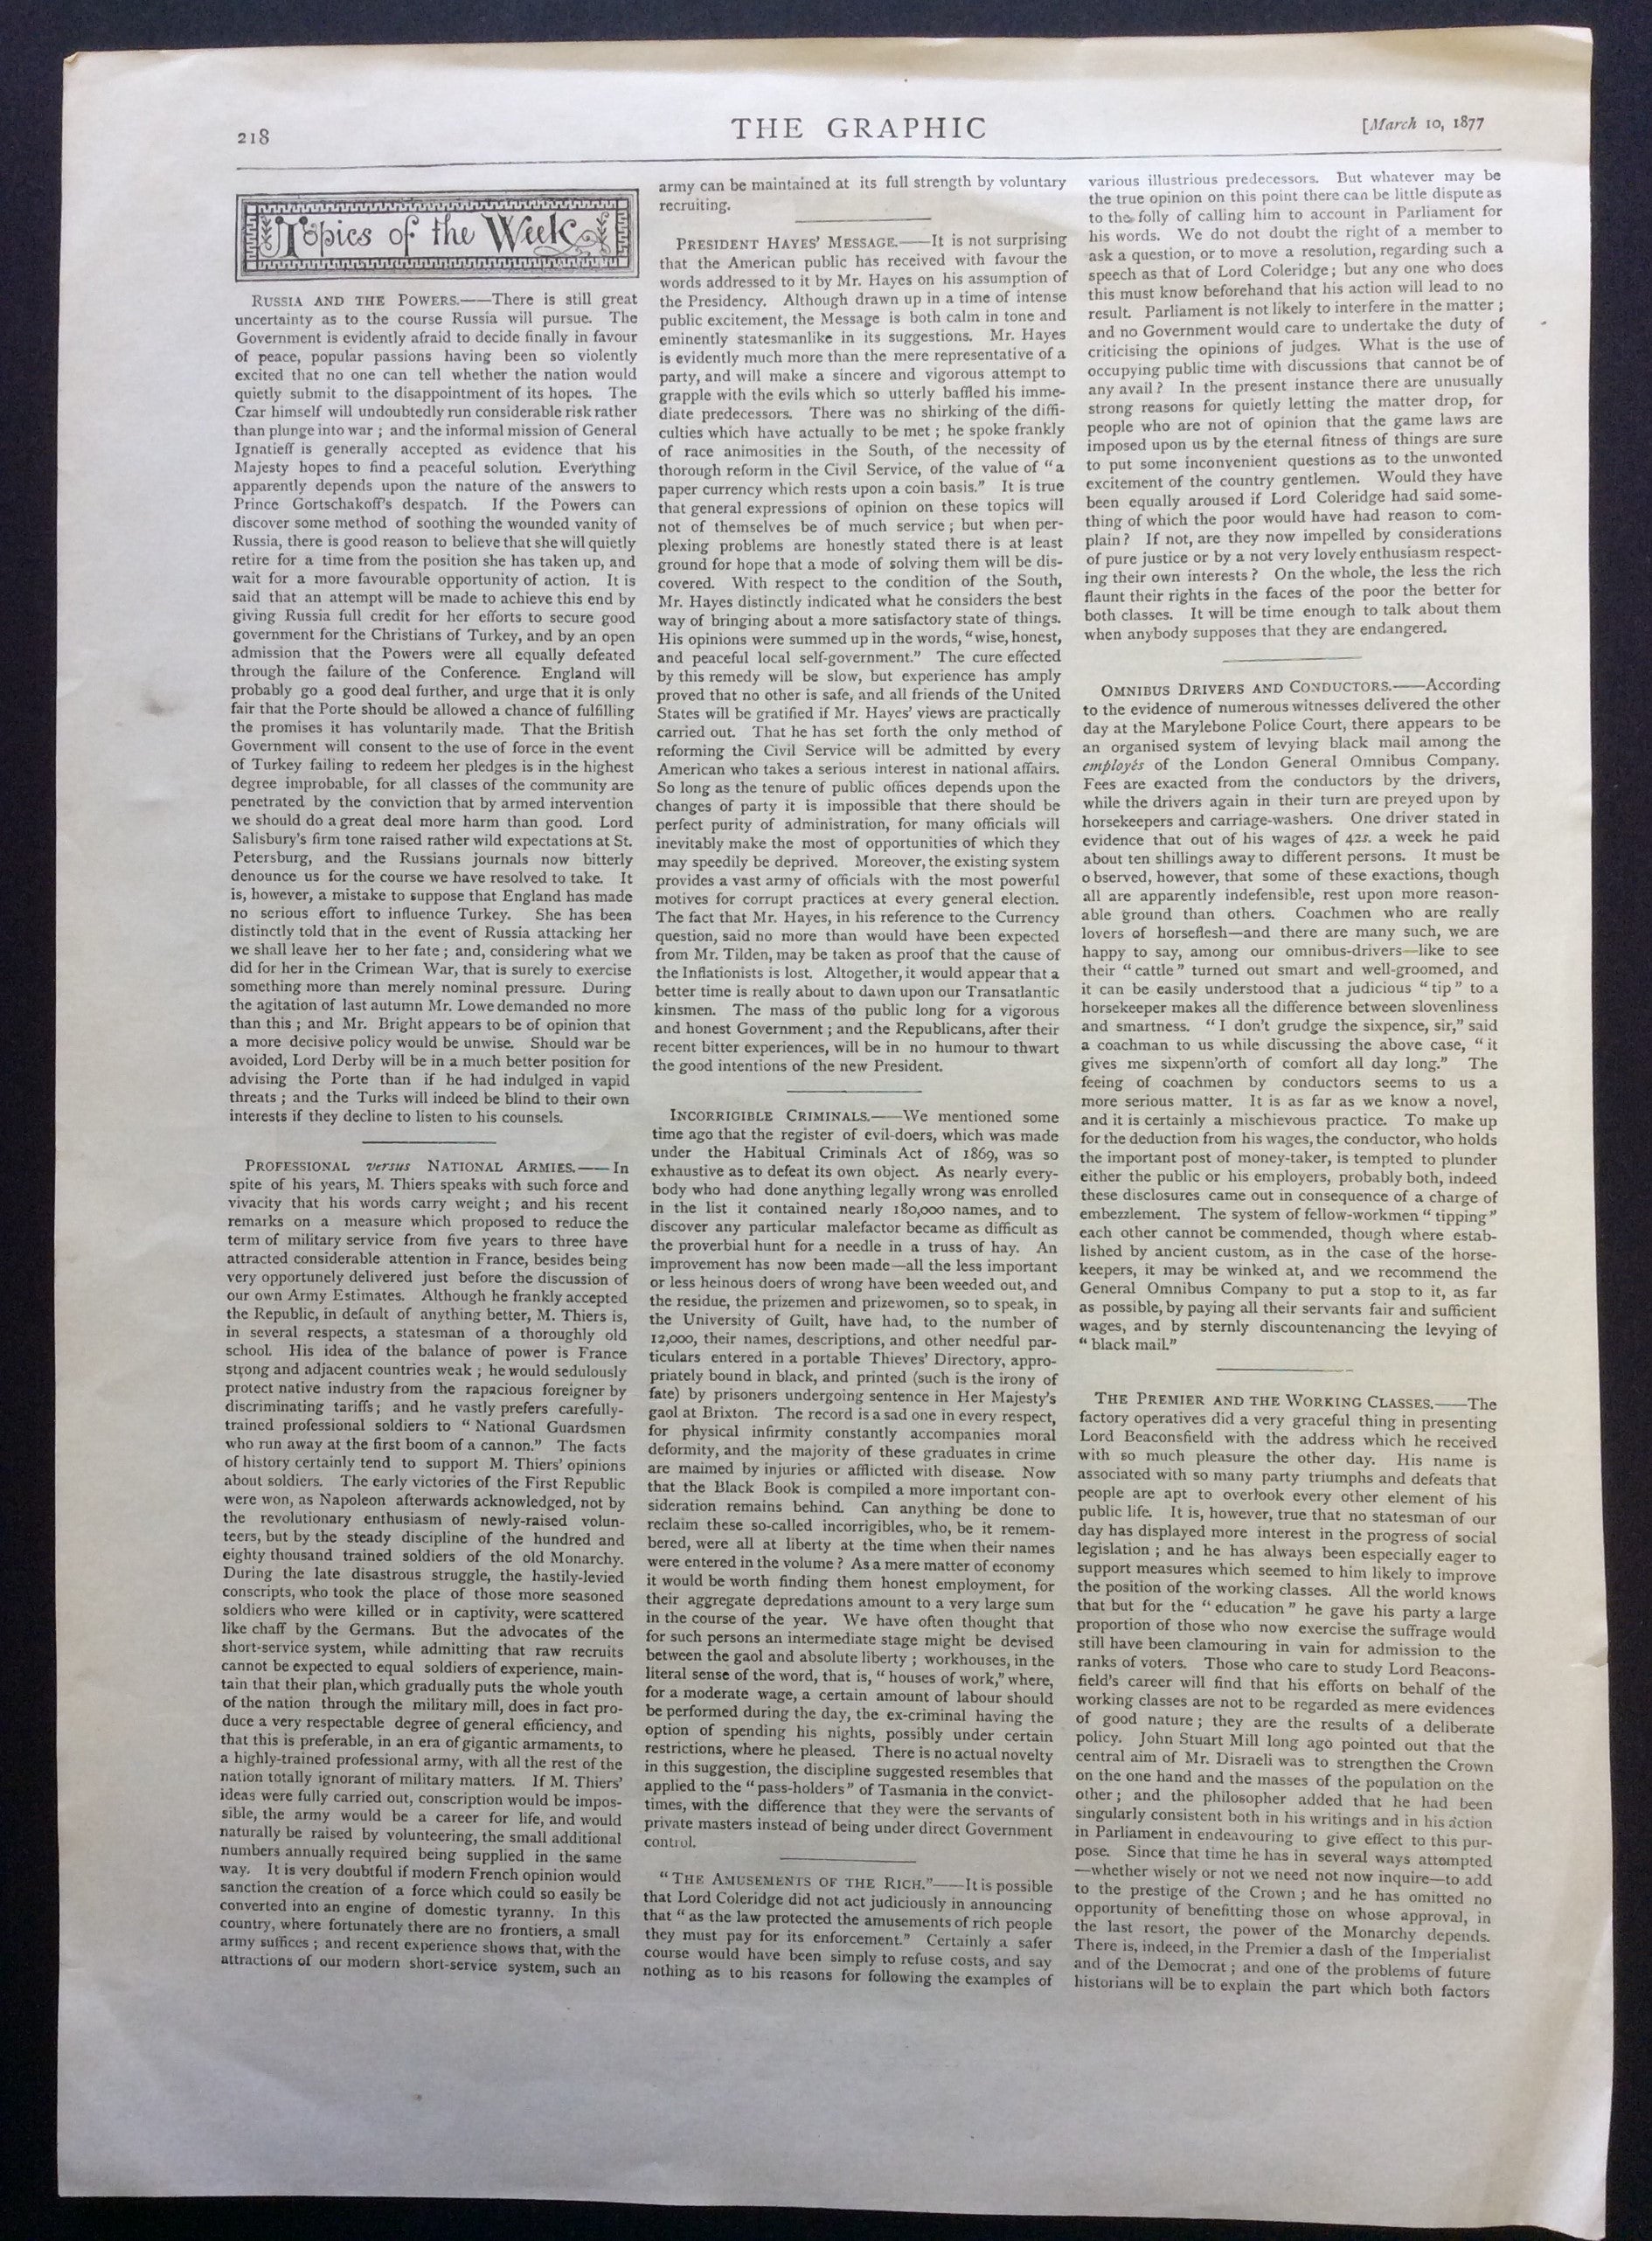 218
THE GRAPHIC
[March 10, 1877
Topics of the Week
RUSSIA AND THE POWERS.——There is still great
uncertainty as to the course Russia will pursue. The
Government is evidently afraid to decide finally in favour
of peace, popular passions having been so violently
excited that no one can tell whether the nation would
quietly submit to the disappointment of its hopes. The
Czar himself will undoubtedly run considerable risk rather
than plunge into war ; and the informal mission of General
Ignatieff is generally accepted as evidence that his
Majesty hopes to find a peaceful solution. Everything
apparently depends upon the nature of the answers to
Prince Gortschakoff's despatch. If the Powers can
discover some method of soothing the wounded vanity of
Russia, there is good reason to believe that she will quietly
retire for a time from the position she has taken up, and
wait for a more favourable opportunity of action. It is
said that an attempt will be made to achieve this end by
giving Russia full credit for her efforts to secure good
government for the Christians of Turkey, and by an open
admission that the Powers were all equally defeated
through the failure of the Conference. England will
probably go a good deal further, and urge that it is only
fair that the Porte should be allowed a chance of fulfilling
the promises it has voluntarily made. That the British
Government will consent to the use of force in the event
of Turkey failing to redeem her pledges is in the highest
degree improbable, for all classes of the community are
penetrated by the conviction that by armed intervention
we should do a great deal more harm than good. Lord
Salisbury's firm tone raised rather wild expectations at St.
Petersburg, and the Russians journals now bitterly
denounce us for the course we have resolved to take. It
is, however, a mistake to suppose that England has made
no serious effort to influence Turkey. She has been
distinctly told that in the event of Russia attacking her
we shall leave her to her fate ; and, considering what we
did for her in the Crimean War, that is surely to exercise
something more than merely nominal pressure. During
the agitation of last autumn Mr. Lowe demanded no more
than this ; and Mr. Bright appears to be of opinion that
a more decisive policy would be unwise. Should war be
avoided, Lord Derby will be in a much better position for
advising the Porte than if he had indulged in vapid
threats ; and the Turks will indeed be blind to their own
interests if they decline to listen to his counsels.
PROFESSIONAL versus NATIONAL ARMIES.——In
spite of his years, M. Thiers speaks with such force and
vivacity that his words carry weight ; and his recent
remarks on a measure which proposed to reduce the
term of military service from five years to three have
attracted considerable attention in France, besides being
very opportunely delivered just before the discussion of
our own Army Estimates. Although he frankly accepted
the Republic, in default of anything better, M. Thiers is,
in several respects, a statesman of a thoroughly old
school. His idea of the balance of power is France
strong and adjacent countries weak ; he would sedulously
protect native industry from the rapacious foreigner by
discriminating tariffs; and he vastly prefers carefully-
trained professional soldiers to "National Guardsmen
who run away at the first boom of a cannon." The facts
of history certainly tend to support M. Thiers' opinions
about soldiers. The early victories of the First Republic
were won, as Napoleon afterwards acknowledged, not by
the revolutionary enthusiasm of newly-raised volun-
teers, but by the steady discipline of the hundred and
eighty thousand trained soldiers of the old Monarchy.
During the late disastrous struggle, the hastily-levied
conscripts, who took the place of those more seasoned
soldiers who were killed or in captivity, were scattered
like chaff by the Germans. But the advocates of the
short-service system, while admitting that raw recruits
cannot be expected to equal soldiers of experience, main-
tain that their plan, which gradually puts the whole youth
of the nation through the military mill, does in fact pro-
duce a very respectable degree of general efficiency, and
that this is preferable, in an era of gigantic armaments, to
a highly-trained professional army, with all the rest of the
nation totally ignorant of military matters. If M. Thiers'
ideas were fully carried out, conscription would be impos-
sible, the army would be a career for life, and would
naturally be raised by volunteering, the small additional
numbers annually required being supplied in the same
way. It is very doubtful if modern French opinion would
sanction the creation of a force which could so easily be
converted into an engine of domestic tyranny. In this
country, where fortunately there are no frontiers, a small
army suffices ; and recent experience shows that, with the
attractions of our modern short-service system, such an
army can be maintained at its full strength by voluntary
recruiting.
PRESIDENT HAYES' MESSAGE.——It is not surprising
that the American public has received with favour the
words addressed to it by Mr. Hayes on his assumption of
the Presidency. Although drawn up in a time of intense
public excitement, the Message is both calm in tone and
eminently statesmanlike in its suggestions. Mr. Hayes
is evidently much more than the mere representative of a
party, and will make a sincere and vigorous attempt to
grapple with the evils which so utterly baffled his imme-
diate predecessors. There was no shirking of the diffi-
culties which have actually to be met ; he spoke frankly
of race animosities in the South, of the necessity of
thorough reform in the Civil Service, of the value of "a
paper currency which rests upon a coin basis." It is true
that general expressions of opinion on these topics will
not of themselves be of much service ; but when per-
plexing problems are honestly stated there is at least
ground for hope that a mode of solving them will be dis-
covered. With respect to the condition of the South,
Mr. Hayes distinctly indicated what he considers the best
way of bringing about a more satisfactory state of things.
His opinions were summed up in the words, "wise, honest,
and peaceful local self-government." The cure effected
by this remedy will be slow, but experience has amply
proved that no other is safe, and all friends of the United
States will be gratified if Mr. Hayes' views are practically
carried out. That he has set forth the only method of
reforming the Civil Service will be admitted by every
American who takes a serious interest in national affairs.
So long as the tenure of public offices depends upon the
changes of party it is impossible that there should be
perfect purity of administration, for many officials will
inevitably make the most of opportunities of which they
may speedily be deprived. Moreover, the existing system
provides a vast army of officials with the most powerful
motives for corrupt practices at every general election.
The fact that Mr. Hayes, in his reference to the Currency
question, said no more than would have been expected
from Mr. Tilden, may be taken as proof that the cause of
the Inflationists is lost. Altogether, it would appear that a
better time is really about to dawn upon our Transatlantic
kinsmen. The mass of the public long for a vigorous
and honest Government ; and the Republicans, after their
recent bitter experiences, will be in no humour to thwart
the good intentions of the new President.
INCORRIGIBLE CRIMINALS.——We mentioned some
time ago that the register of evil-doers, which was made
under the Habitual Criminals Act of 1869, was so
exhaustive as to defeat its own object. As nearly every-
body who had done anything legally wrong was enrolled
in the list it contained nearly 180,000 names, and to
discover any particular malefactor became as difficult as
the proverbial hunt for a needle in a truss of hay. An
improvement has now been made—all the less important
or less heinous doers of wrong have been weeded out, and
the residue, the prizemen and prizewomen, so to speak, in
the University of Guilt, have had, to the number of
12,000, their names, descriptions, and other needful par-
ticulars entered in a portable Thieves' Directory, appro-
priately bound in black, and printed (such is the irony of
fate) by prisoners undergoing sentence in Her Majesty's
gaol at Brixton. The record is a sad one in every respect,
for physical infirmity constantly accompanies moral
deformity, and the majority of these graduates in crime
are maimed by injuries or afflicted with disease. Now
that the Black Book is compiled a more important con-
sideration remains behind. Can anything be done to
reclaim these so-called incorrigibles, who, be it remem-
bered, were all at liberty at the time when their names
were entered in the volume ? As a mere matter of economy
it would be worth finding them honest employment, for
their aggregate depredations amount to a very large sum
in the course of the year. We have often thought that
for such persons an intermediate stage might be devised
between the gaol and absolute liberty ; workhouses, in the
literal sense of the word, that is, "houses of work," where,
for a moderate wage, a certain amount of labour should
be performed during the day, the ex-criminal having the
option of spending his nights, possibly under certain
restrictions, where he pleased. There is no actual novelty
in this suggestion, the discipline suggested resembles that
applied to the "pass-holders" of Tasmania in the convict-
times, with the difference that they were the servants of
private masters instead of being under direct Government
control.
"THE AMUSEMENTS OF THE RICH."——It is possible
that Lord Coleridge did not act judiciously in announcing
that "as the law protected the amusements of rich people
they must pay for its enforcement." Certainly a safer
course would have been simply to refuse costs, and say
nothing as to his reasons for following the examples of
various illustrious predecessors. But whatever may be
the true opinion on this point there can be little dispute as
to the folly of calling him to account in Parliament for
his words. We do not doubt the right of a member to
ask a question, or to move a resolution, regarding such a
speech as that of Lord Coleridge; but any one who does
this must know beforehand that his action will lead to no
result. Parliament is not likely to interfere in the matter ;
and no Government would care to undertake the duty of
criticising the opinions of judges. What is the use of
occupying public time with discussions that cannot be of
any avail ? In the present instance there are unusually
strong reasons for quietly letting the matter drop, for
people who are not of opinion that the game laws are
imposed upon us by the eternal fitness of things are sure
to put some inconvenient questions as to the unwonted
excitement of the country gentlemen. Would they have
been equally aroused if Lord Coleridge had said some-
thing of which the poor would have had reason to com-
plain ? If not, are they now impelled by considerations
of pure justice or by a not very lovely enthusiasm respect-
ing their own interests ? On the whole, the less the rich
flaunt their rights in the faces of the poor the better for
both classes. It will be time enough to talk about them
when anybody supposes that they are endangered.
OMNIBUS DRIVERS AND CONDUCTORS.——According
to the evidence of numerous witnesses delivered the other
day at the Marylebone Police Court, there appears to be
an organised system of levying black mail among the
employés of the London General Omnibus Company.
Fees are exacted from the conductors by the drivers,
while the drivers again in their turn are preyed upon by
horsekeepers and carriage-washers. One driver stated in
evidence that out of his wages of 42s. a week he paid
about ten shillings away to different persons. It must be
o bserved, however, that some of these exactions, though
all are apparently indefensible, rest upon more reason-
able ground than others. Coachmen who are really
lovers of horseflesh—and there are many such, we are
happy to say, among our omnibus-drivers—like to see
their "cattle" turned out smart and well-groomed, and
it can be easily understood that a judicious "tip" to a
horsekeeper makes all the difference between slovenliness
and smartness. "I don't grudge the sixpence, sir," said
a coachman to us while discussing the above case, "it
gives me sixpenn'orth of comfort all day long." The
feeing of coachmen by conductors seems to us a
more serious matter. It is as far as we know a novel,
and it is certainly a mischievous practice. To make up
for the deduction from his wages, the conductor, who holds
the important post of money-taker, is tempted to plunder
either the public or his employers, probably both, indeed
these disclosures came out in consequence of a charge of
embezzlement. The system of fellow-workmen "tipping"
each other cannot be commended, though where estab-
lished by ancient custom, as in the case of the horse-
keepers, it may be winked at, and we recommend the
General Omnibus Company to put a stop to it, as far
as possible, by paying all their servants fair and sufficient
wages, and by sternly discountenancing the levying of
"black mail."
THE PREMIER AND THE WORKING CLASSES.——The
factory operatives did a very graceful thing in presenting
Lord Beaconsfield with the address which he received
with so much pleasure the other day. His name is
associated with so many party triumphs and defeats that
people are apt to overlook every other element of his
public life. It is, however, true that no statesman of our
day has displayed more interest in the progress of social
legislation ; and he has always been especially eager to
support measures which seemed to him likely to improve
the position of the working classes. All the world knows
that but for the "education" he gave his party a large
proportion of those who now exercise the suffrage would
still have been clamouring in vain for admission to the
ranks of voters. Those who care to study Lord Beacons-
field's career will find that his efforts on behalf of the
working classes are not to be regarded as mere evidences
of good nature ; they are the results of a deliberate
policy. John Stuart Mill long ago pointed out that the
central aim of Mr. Disraeli was to strengthen the Crown
on the one hand and the masses of the population on the
other ; and the philosopher added that he had been
singularly consistent both in his writings and in his action
in Parliament in endeavouring to give effect to this pur-
pose. Since that time he has in several ways attempted
—whether wisely or not we need not now inquire—to add
to the prestige of the Crown ; and he has omitted no
opportunity of benefitting those on whose approval, in
the last resort, the power of the Monarchy depends.
There is, indeed, in the Premier a dash of the Imperialist
and of the Democrat ; and one of the problems of future
historians will be to explain the part which both factors